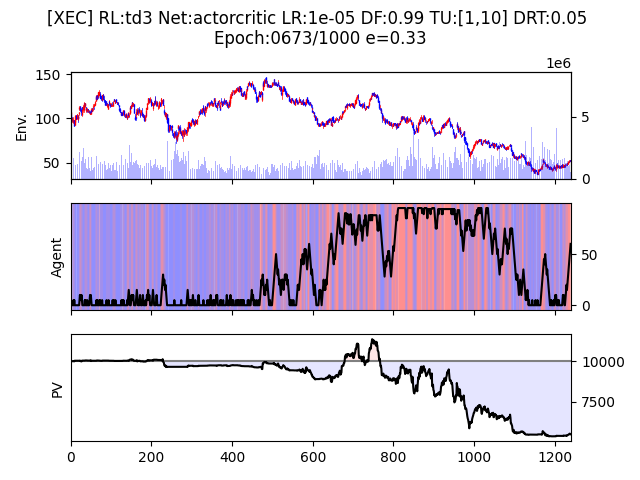 [XEC] RL:td3 Net:actorcritic LR:1e-05 DF:0.99 TU:[1,10] DRT:0.05
Epoch:0673/1000 e=0.33
1e6
150
100
50
Env.
5
0
Agent
50
0
PV
10000
7500
0 200 400 600 800 1000 1200